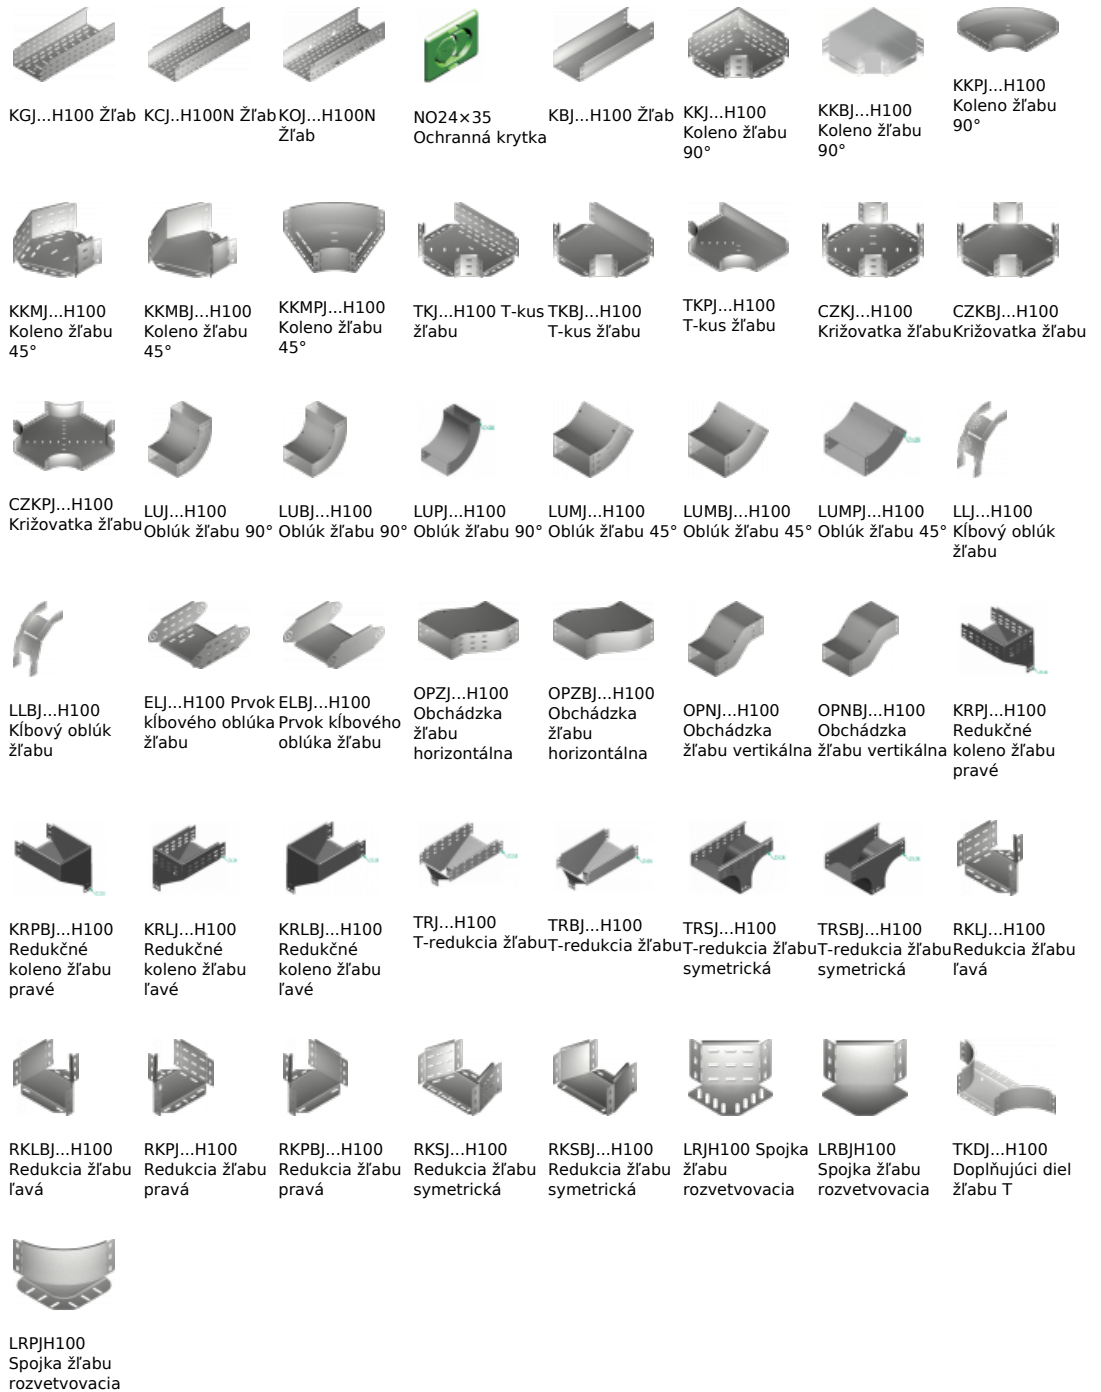 KGJ...H100 Žľab
KCJ..H100N Žľab
KOJ...H100N
Žľab
NO24×35
Ochranná krytka
KBJ...H100 Žľab
KKJ...H100
Koleno žľabu
90°
KKBJ...H100
Koleno žľabu
90°
KKPJ...H100
Koleno žľabu
90°
KKMJ...H100
Koleno žľabu
45°
KKMBJ...H100
Koleno žľabu
45°
KKMPJ...H100
Koleno žľabu
45°
TKJ...H100 T-kus
žľabu
TKBJ...H100
T-kus žľabu
TKPJ...H100
T-kus žľabu
CZKJ...H100
Križovatka žľabu
CZKBJ...H100
Križovatka žľabu
CZKPJ...H100
Križovatka žľabu
LUJ...H100
Oblúk žľabu 90°
LUBJ...H100
Oblúk žľabu 90°
LUPJ...H100
Oblúk žľabu 90°
LUMJ...H100
Oblúk žľabu 45°
LUMBJ...H100
Oblúk žľabu 45°
LUMPJ...H100
Oblúk žľabu 45°
LLJ...H100
Kĺbový oblúk
žľabu
LLBJ...H100
Kĺbový oblúk
žľabu
ELJ...H100 Prvok
kĺbového oblúka
žľabu
ELBJ...H100
Prvok kĺbového
oblúka žľabu
OPZJ...H100
Obchádzka
žľabu
horizontálna
OPZBJ...H100
Obchádzka
žľabu
horizontálna
OPNJ...H100
Obchádzka
žľabu vertikálna
OPNBJ...H100
Obchádzka
žľabu vertikálna
KRPJ...H100
Redukčné
koleno žľabu
pravé
KRPBJ...H100
Redukčné
koleno žľabu
pravé
KRLJ...H100
Redukčné
koleno žľabu
ľavé
KRLBJ...H100
Redukčné
koleno žľabu
ľavé
TRJ...H100
T-redukcia žľabu
TRBJ...H100
T-redukcia žľabu
TRSJ...H100
T-redukcia žľabu
symetrická
TRSBJ...H100
T-redukcia žľabu
symetrická
RKLJ...H100
Redukcia žľabu
ľavá
RKLBJ...H100
Redukcia žľabu
ľavá
RKPJ...H100
Redukcia žľabu
pravá
RKPBJ...H100
Redukcia žľabu
pravá
RKSJ...H100
Redukcia žľabu
symetrická
RKSBJ...H100
Redukcia žľabu
symetrická
LRJH100 Spojka
žľabu
rozvetvovacia
LRBJH100
Spojka žľabu
rozvetvovacia
TKDJ...H100
Doplňujúci diel
žľabu T
LRPJH100
Spojka žľabu
rozvetvovacia